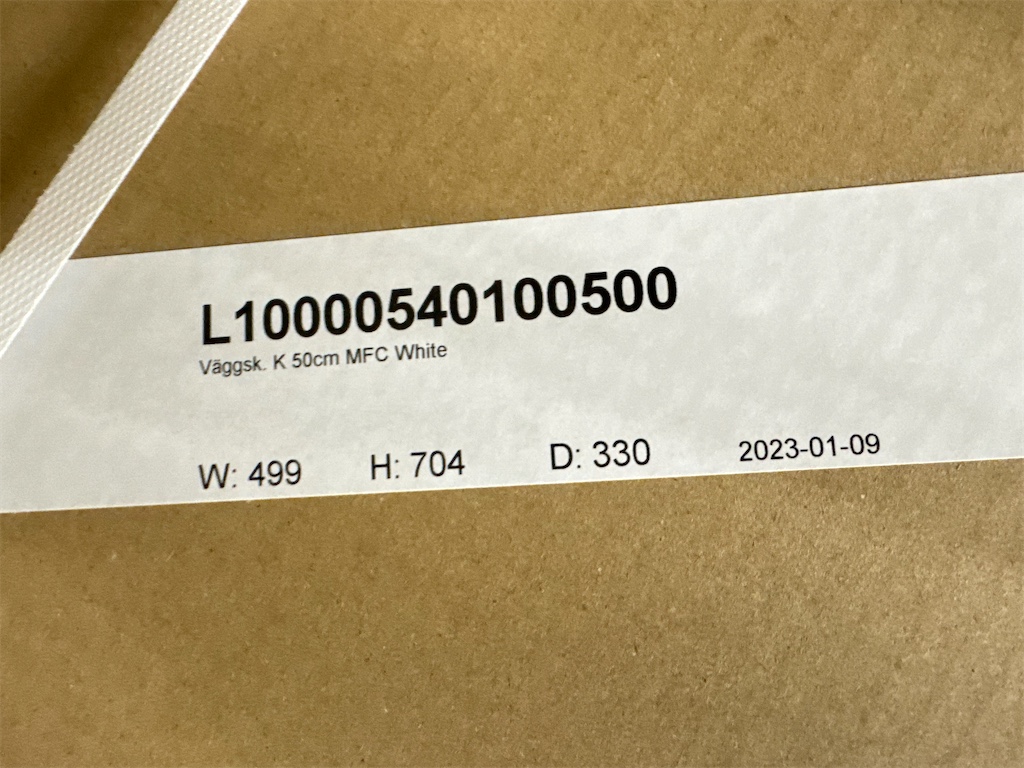 L10000540100500
Väggsk. K 50cm MFC White
W: 499 H: 704 D: 330 2023-01-09